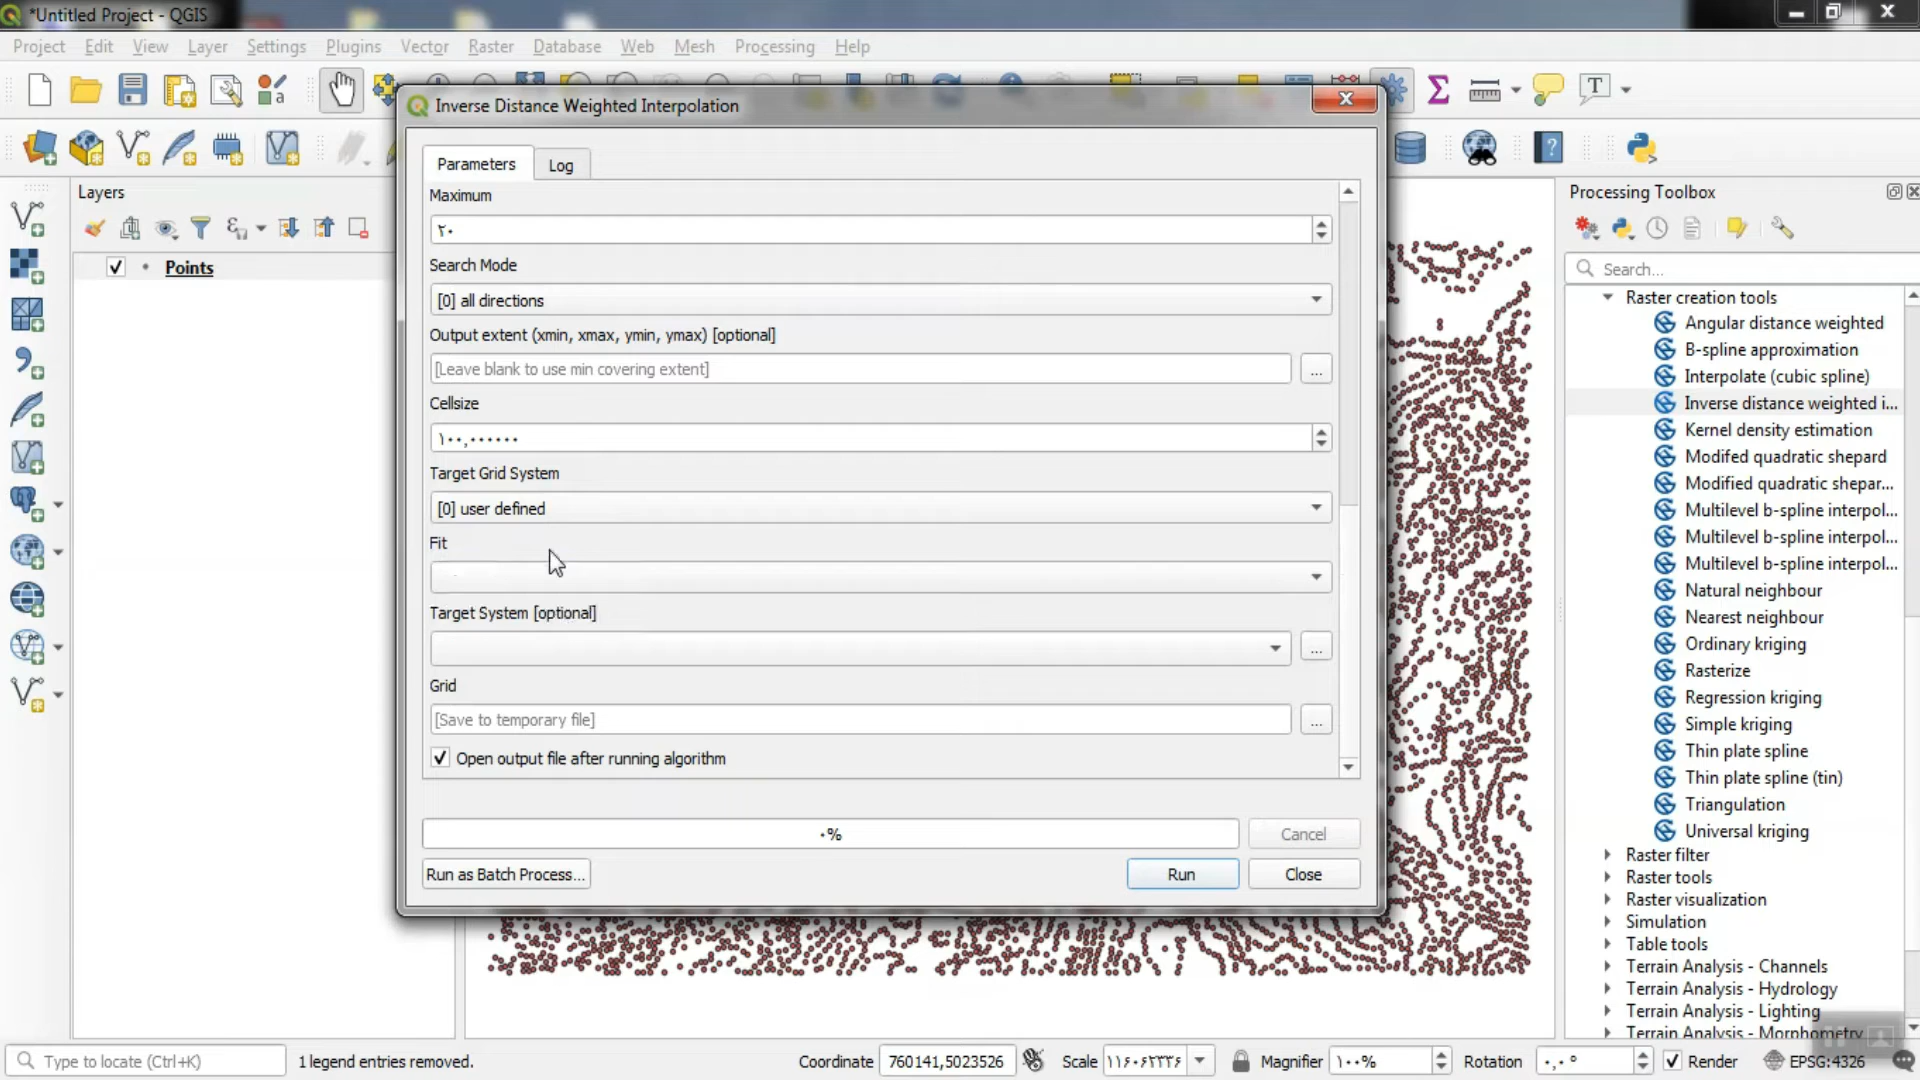 *Untitled Project - QGIS
Project Edit View Layer Settings Plugins Vector Raster Database Web Mesh Processing Help
Inverse Distance Weighted Interpolation
Parameters Log
Maximum
۲۰
Search Mode
[0] all directions
Output extent (xmin, xmax, ymin, ymax) [optional]
[Leave blank to use min covering extent]
...
Cellsize
۱۰۰,۰۰۰۰۰۰
Target Grid System
[0] user defined
Fit
Target System [optional]
...
Grid
[Save to temporary file]
...
Open output file after running algorithm
۰%
Cancel
Run as Batch Process...
Run
Close
Layers
Points
Processing Toolbox
Search...
Raster creation tools
Angular distance weighted
B-spline approximation
Interpolate (cubic spline)
Inverse distance weighted i...
Kernel density estimation
Modifed quadratic shepard
Modified quadratic shepar...
Multilevel b-spline interpol...
Multilevel b-spline interpol...
Multilevel b-spline interpol...
Natural neighbour
Nearest neighbour
Ordinary kriging
Rasterize
Regression kriging
Simple kriging
Thin plate spline
Thin plate spline (tin)
Triangulation
Universal kriging
Raster filter
Raster tools
Raster visualization
Simulation
Table tools
Terrain Analysis - Channels
Terrain Analysis - Hydrology
Terrain Analysis - Lighting
Terrain Analysis - Morphometry
Type to locate (Ctrl+K)
1 legend entries removed.
Coordinate 760141,5023526
Scale ۱۱۶۰۶۲۳۳۶
Magnifier ۱۰۰%
Rotation ۰,۰ °
Render
EPSG:4326